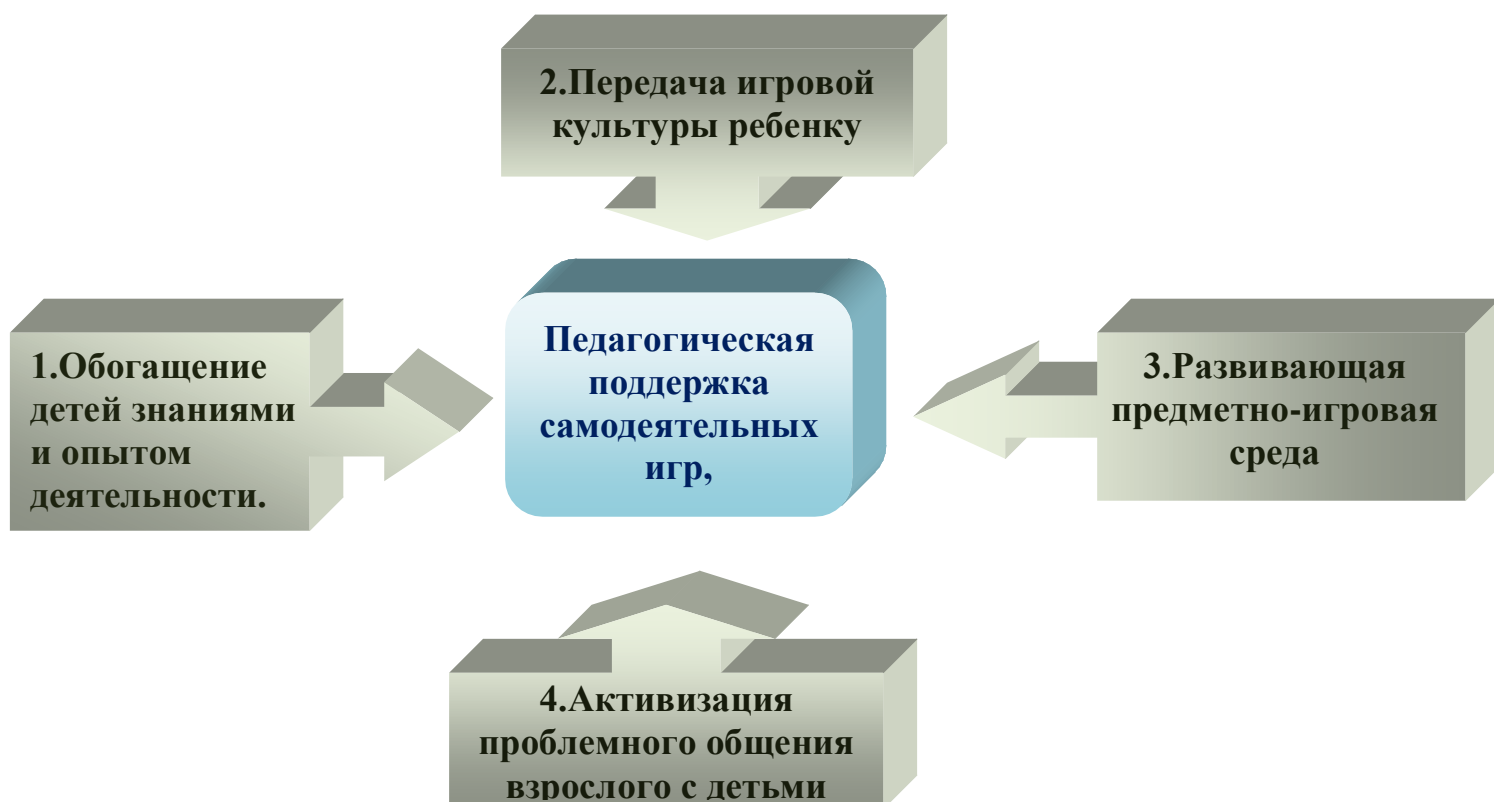 2.Передача игровой
культуры ребенку
1.Обогащение
детей знаниями
и опытом
деятельности.
Педагогическая
поддержка
самодеятельных
игр,
3.Развивающая
предметно-игровая
среда
4.Активизация
проблемного общения
взрослого с детьми